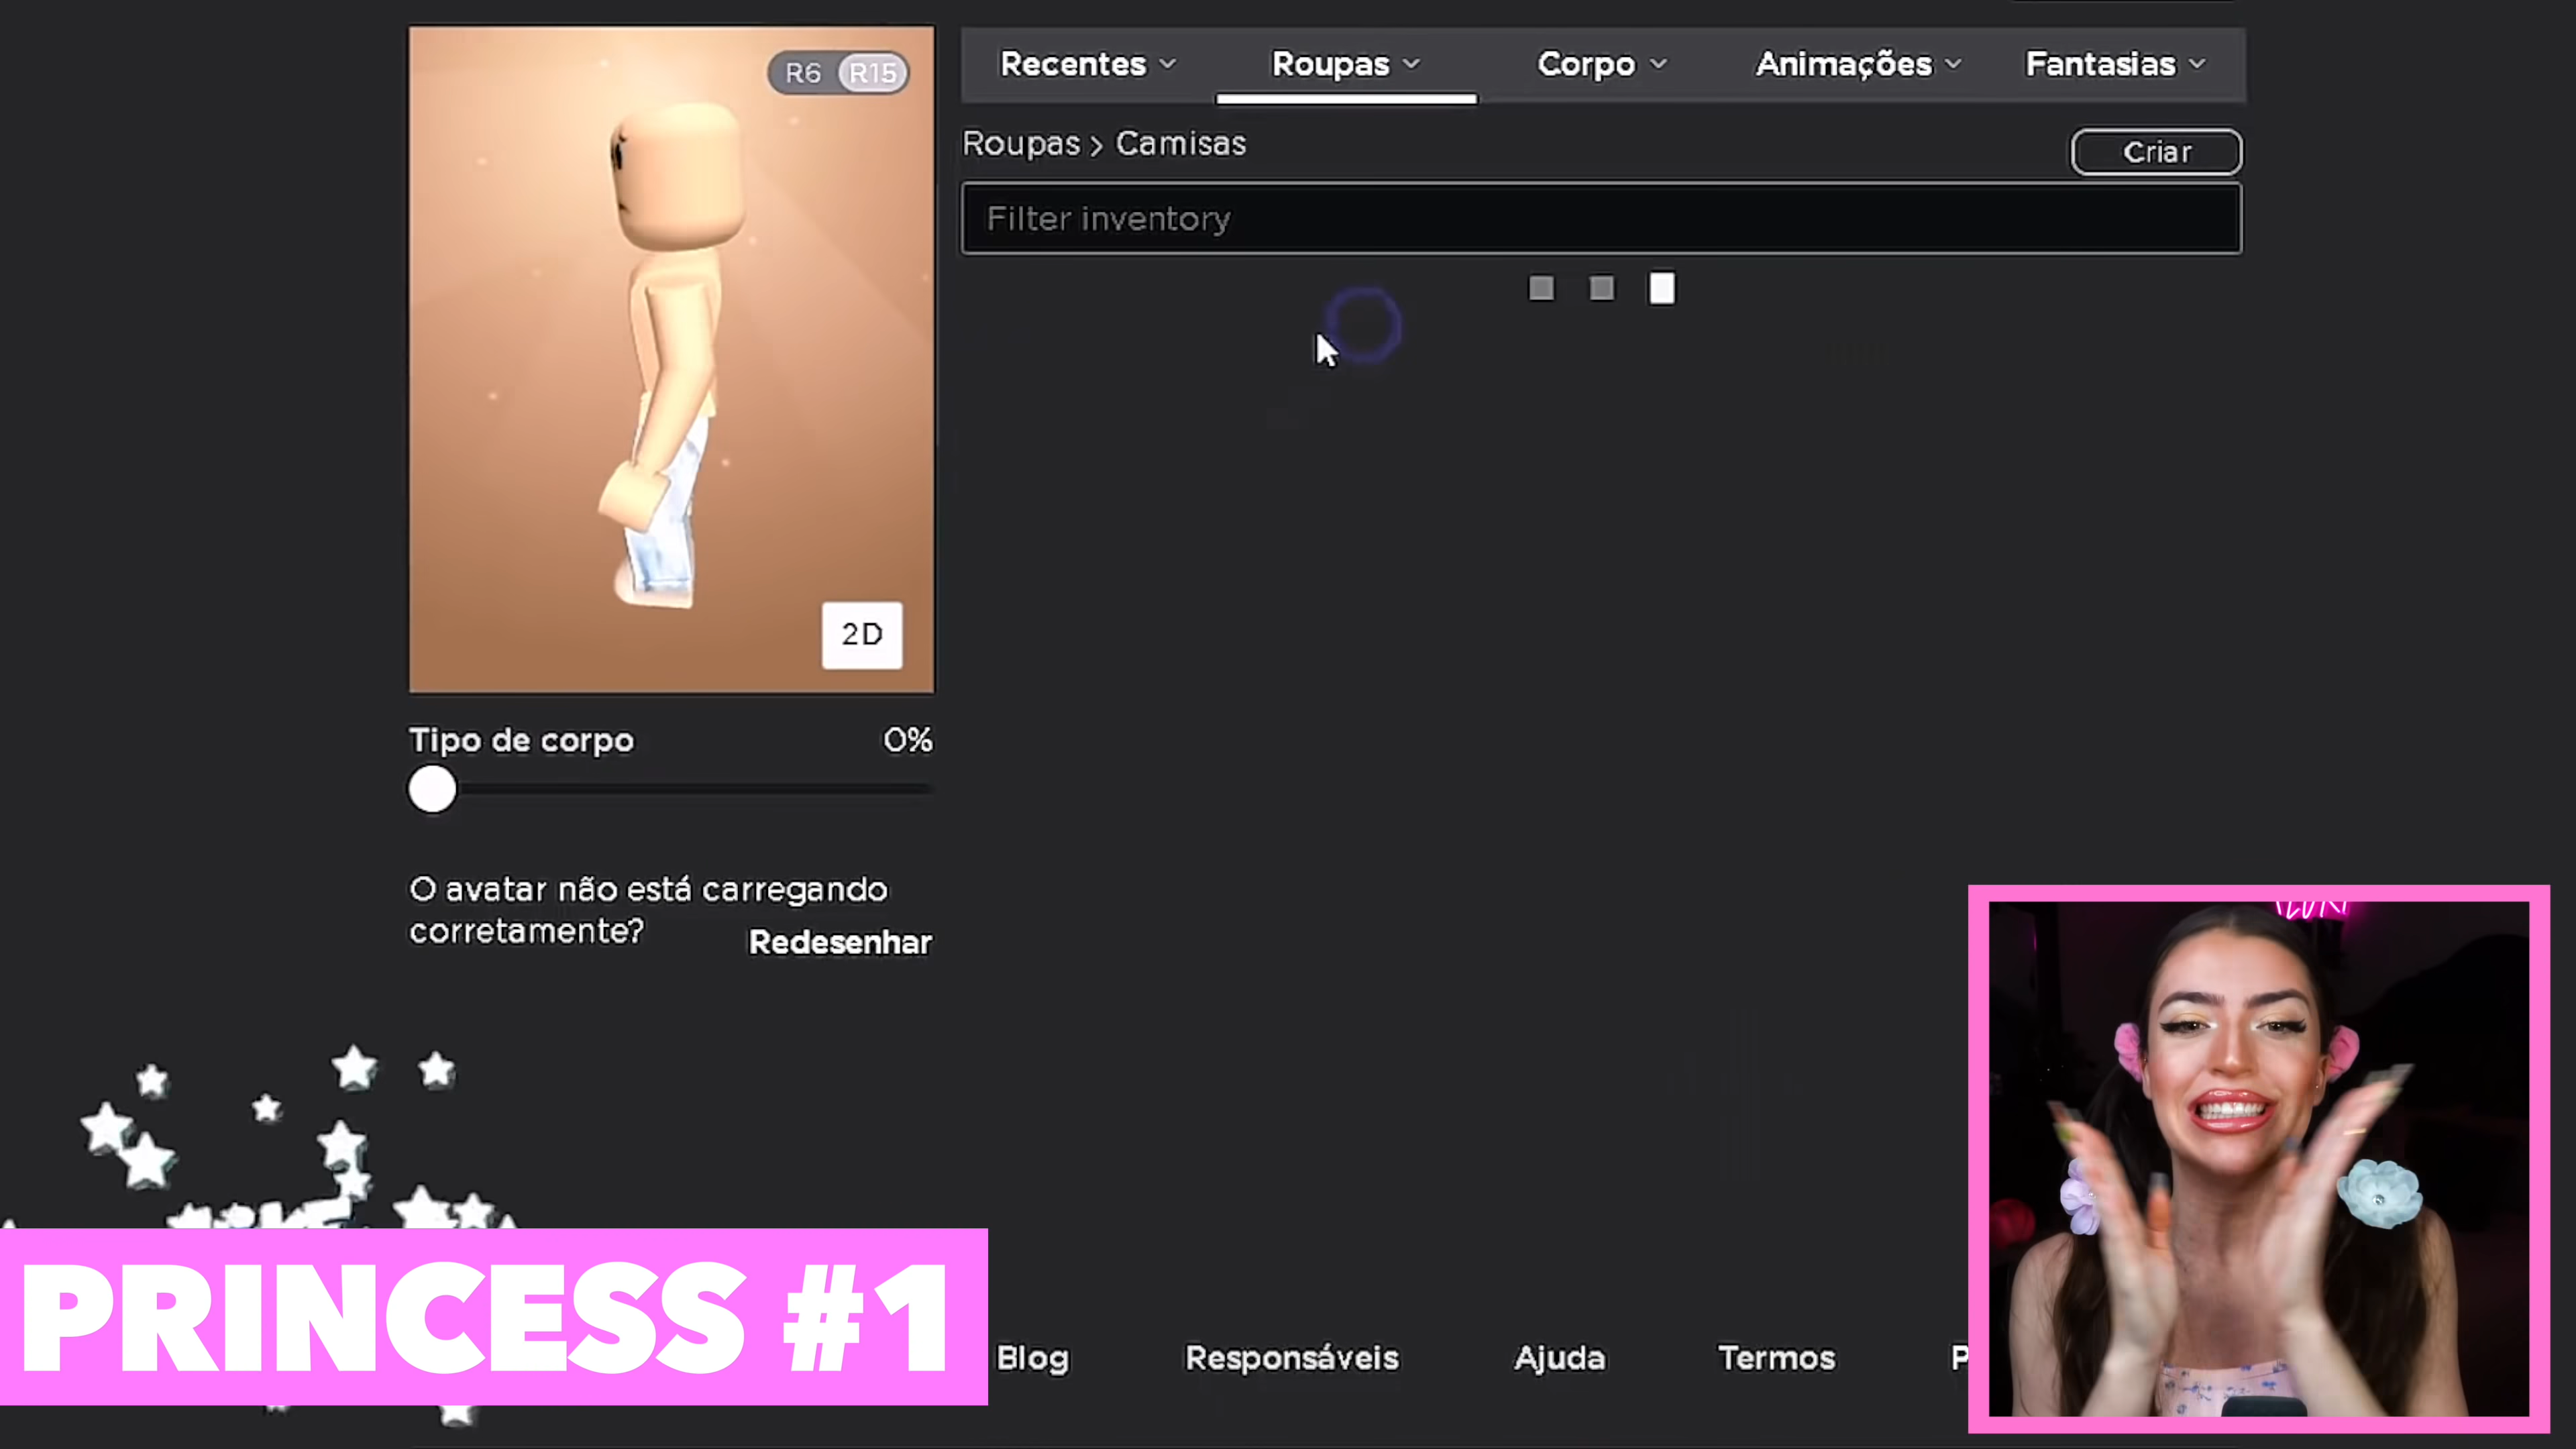 R6 R15
Recentes Roupas Corpo Animações Fantasias
Roupas > Camisas
Criar
Filter inventory
2D
Tipo de corpo 0%
O avatar não está carregando
corretamente?
Redesenhar
PRINCESS #1
Blog Responsáveis Ajuda Termos